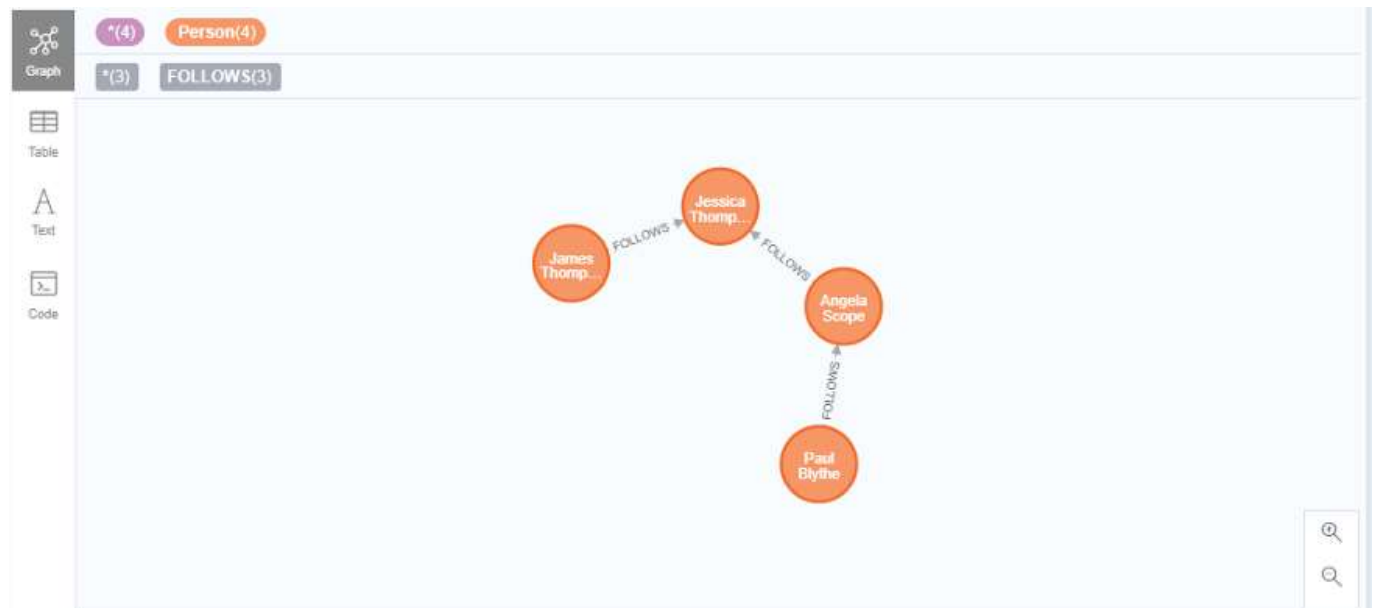 *(4) Person(4)
Graph
*(3) FOLLOWS(3)
Table
Text
Code
Jessica
Thomp...
FOLLOWS
James
Thomp...
FOLLOWS
Angela
Scope
FOLLOWS
Paul
Blythe